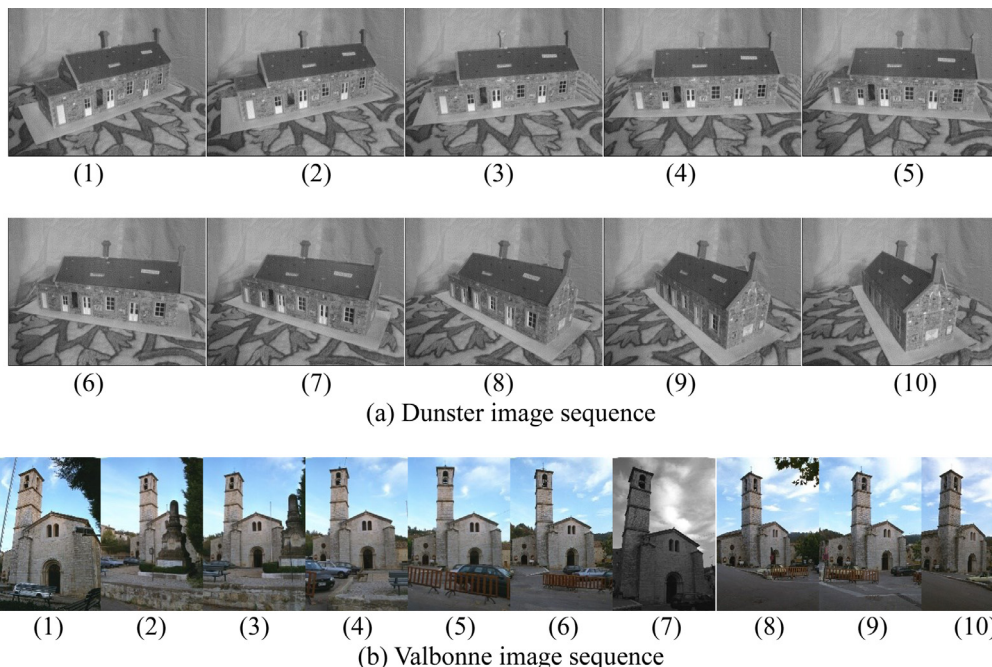 (1) (2) (3) (4) (5)
(6) (7) (8) (9) (10)
(a) Dunster image sequence
(1) (2) (3) (4) (5) (6) (7) (8) (9) (10)
(b) Valbonne image sequence